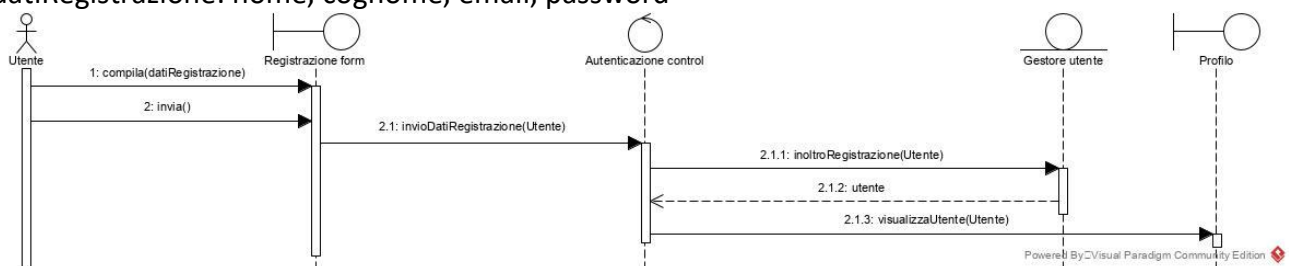 datiRegistrazione: nome, cognome, email, password
Utente
Registrazione form
Autenticazione control
Gestore utente
Profilo
1: compila(datiRegistrazione)
2: invia()
2.1: invioDatiRegistrazione(Utente)
2.1.1: inoltroRegistrazione(Utente)
2.1.2: utente
2.1.3: visualizzaUtente(Utente)
Powered By Visual Paradigm Community Edition